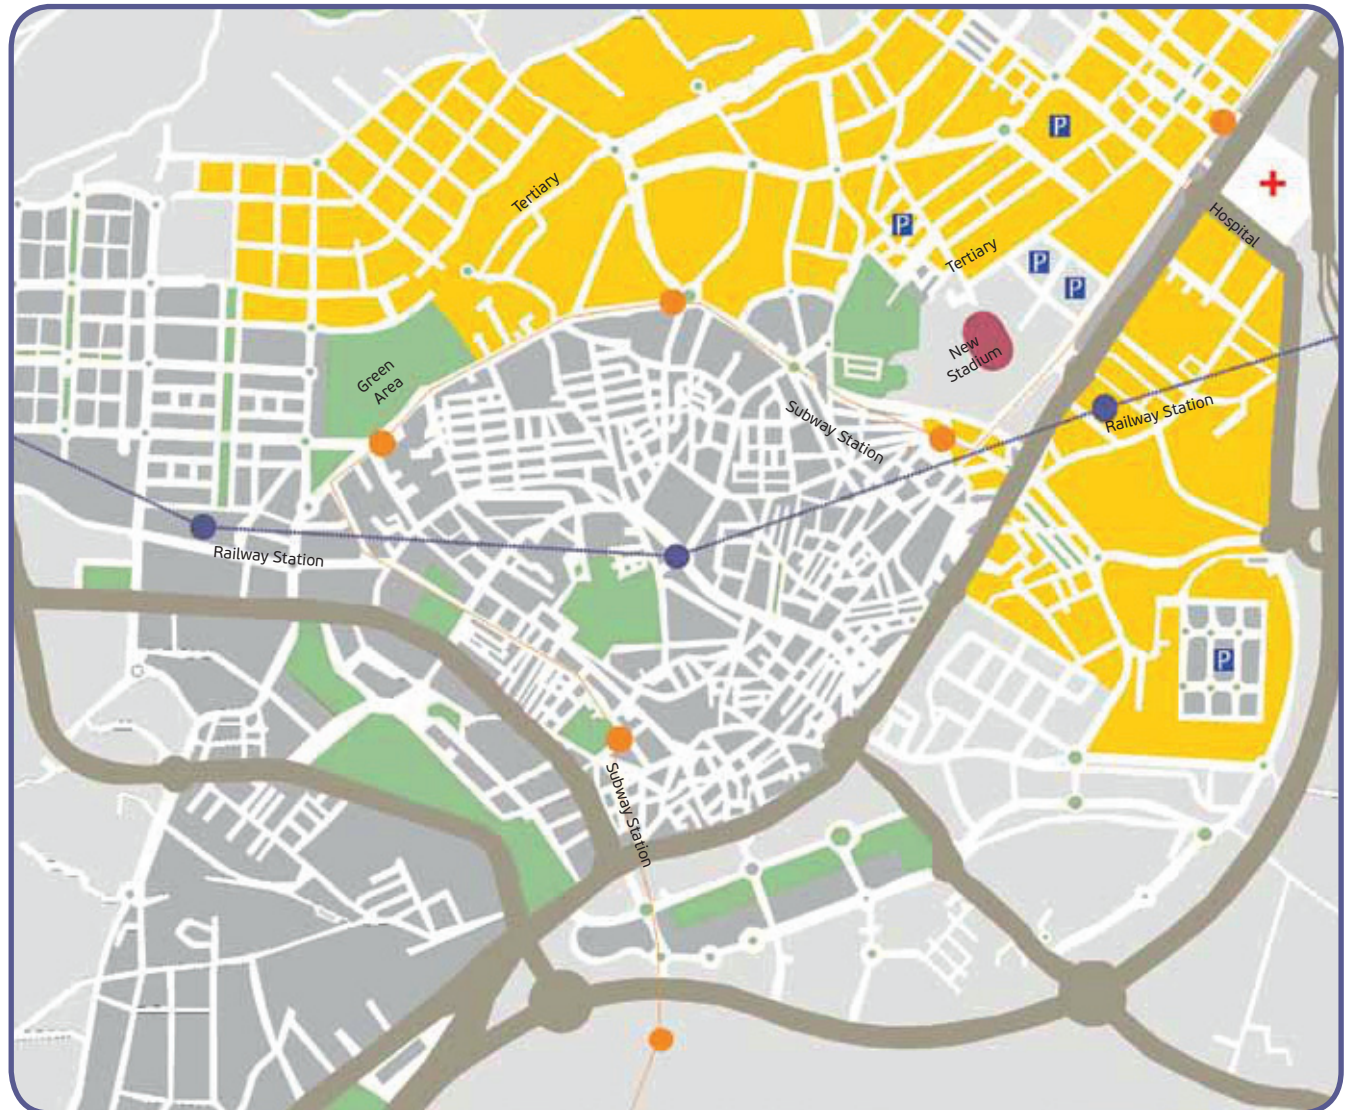 P
Tertiary
P
Hospital
Tertiary
P
P
New
Stadium
Green
Area
Subway Station
Railway Station
Railway Station
P
Subway Station